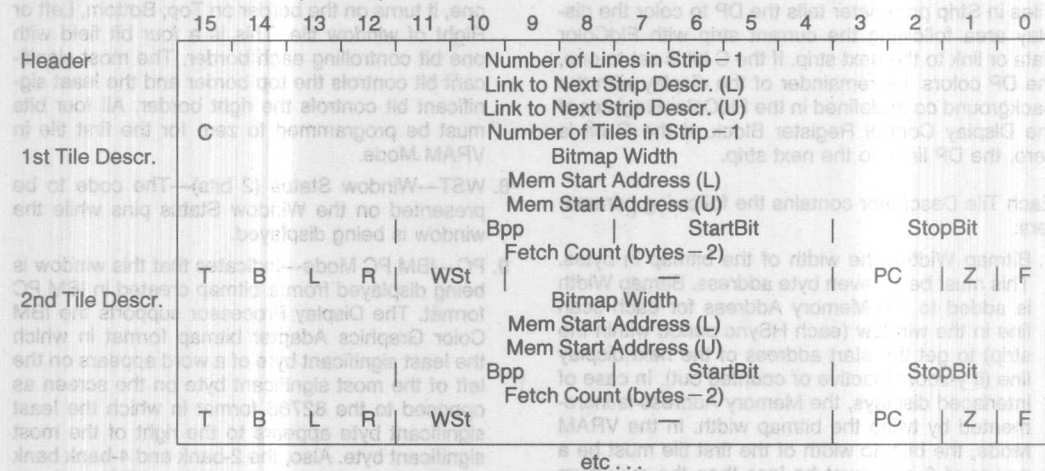 15 14 13 12 11 10 9 8 7 6 5 4 3 2 1 0
Header Number of Lines in Strip−1
Link to Next Strip Descr. (L)
Link to Next Strip Descr. (U)
C Number of Tiles in Strip−1
1st Tile Descr. Bitmap Width
Mem Start Address (L)
Mem Start Address (U)
Bpp StartBit StopBit
Fetch Count (bytes−2)
T B L R WSt — PC Z F
2nd Tile Descr. Bitmap Width
Mem Start Address (L)
Mem Start Address (U)
Bpp StartBit StopBit
Fetch Count (bytes−2)
T B L R WSt — PC Z F
etc . . .